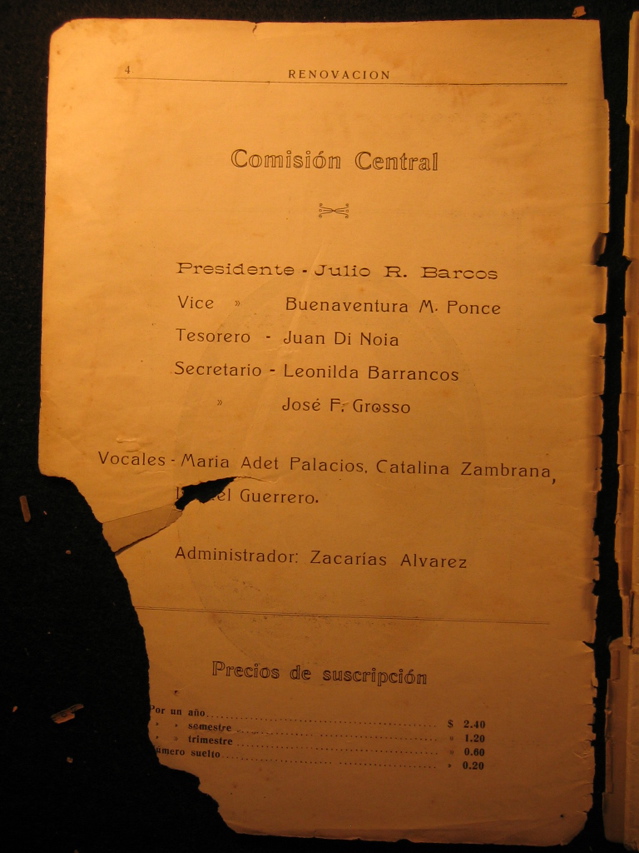 4
RENOVACION
Comisión Central
Presidente - Julio R. Barcos
Vice » Buenaventura M. Ponce
Tesorero - Juan Di Noia
Secretario - Leonilda Barrancos
» José F. Grosso
Vocales - Maria Adet Palacios, Catalina Zambrana,
Guerrero.
Administrador: Zacarías Alvarez
Precios de suscripción
Por un año $ 2.40
» » semestre » 1.20
» » trimestre » 0.60
suelto » 0.20